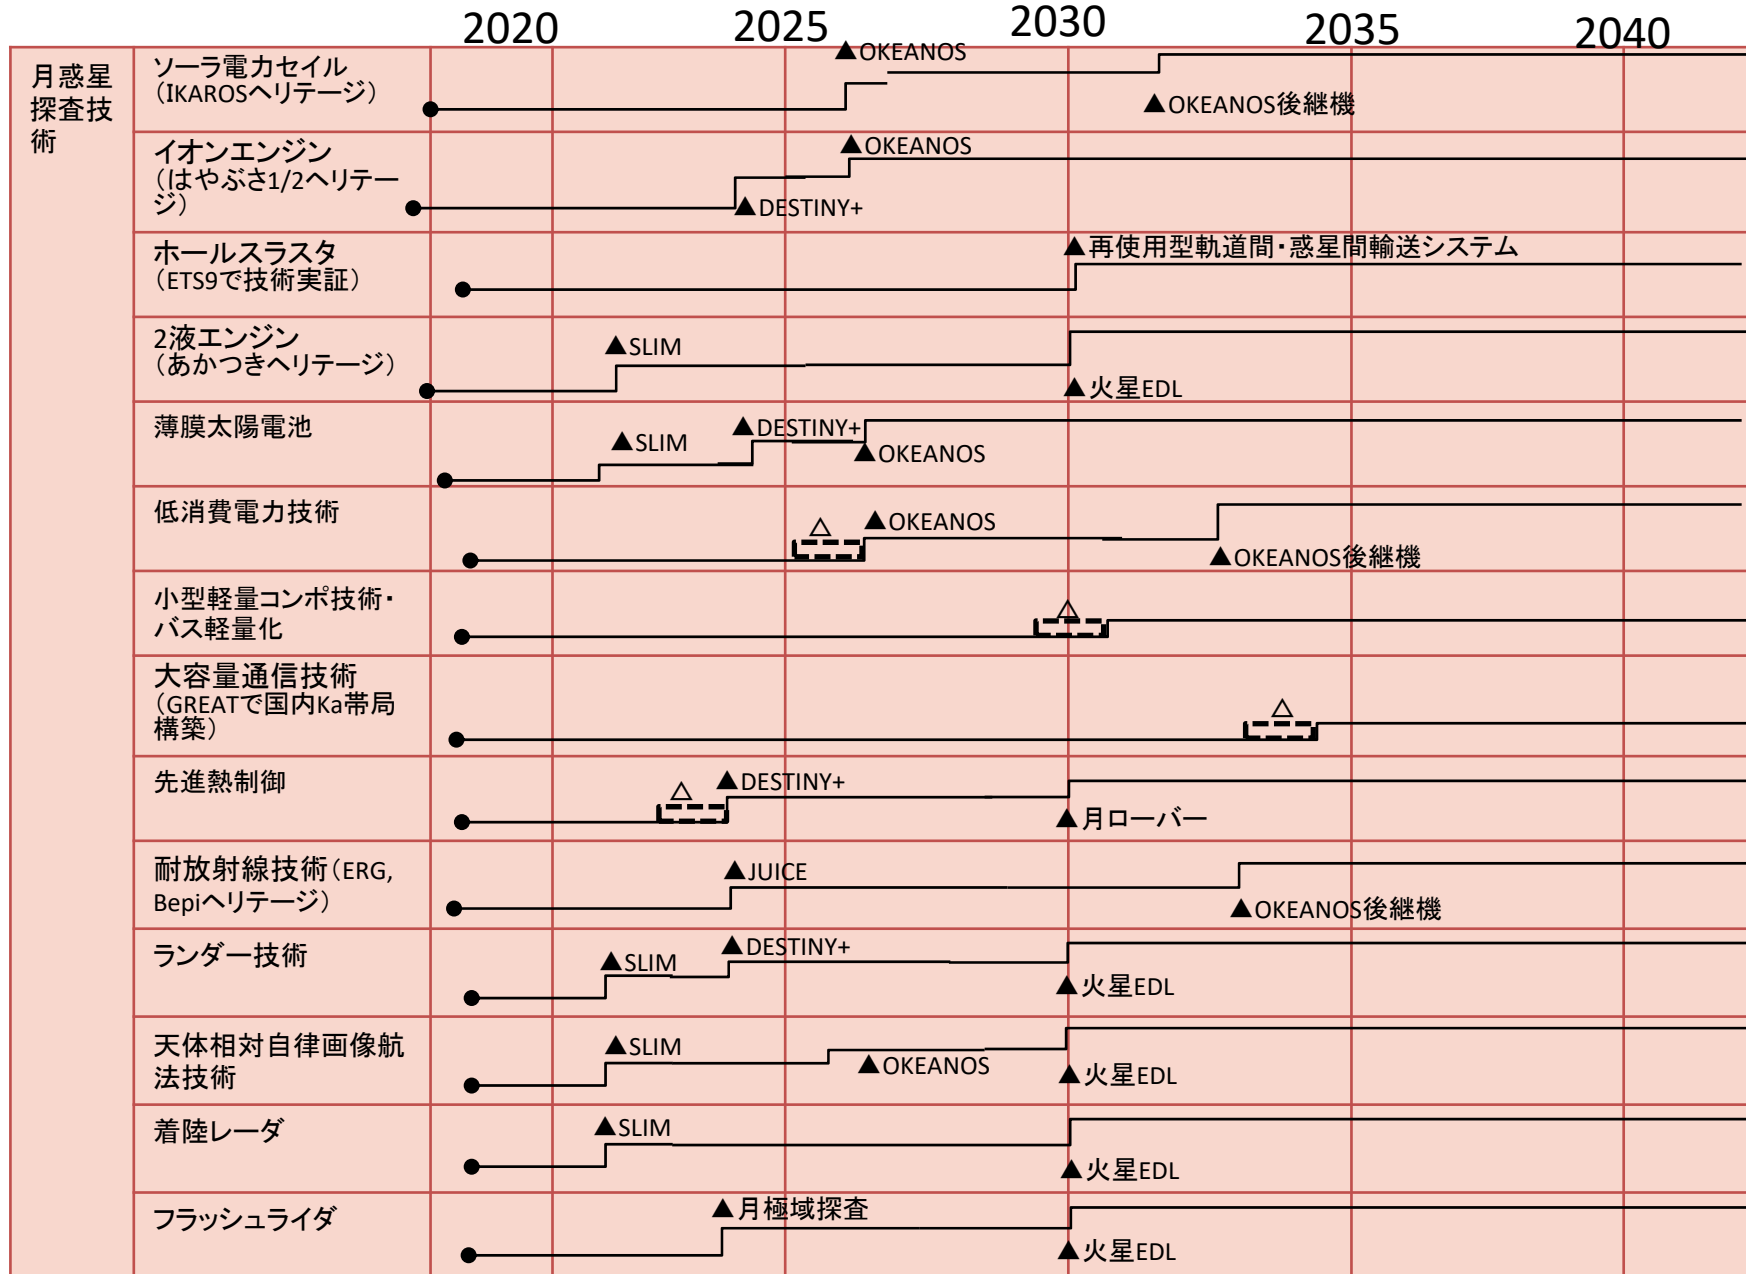 2020 2025 2030 2035 2040
月惑星
探査技
術
ソーラ電力セイル
（IKAROSヘリテージ）
▲OKEANOS
▲OKEANOS後継機
イオンエンジン
（はやぶさ1/2ヘリテー
ジ）
▲OKEANOS
▲DESTINY+
ホールスラスタ
（ETS9で技術実証）
▲再使用型軌道間・惑星間輸送システム
2液エンジン
（あかつきヘリテージ）
▲SLIM
▲火星EDL
薄膜太陽電池
▲SLIM
▲DESTINY+
▲OKEANOS
低消費電力技術
△
▲OKEANOS
▲OKEANOS後継機
小型軽量コンポ技術・
バス軽量化
△
大容量通信技術
（GREATで国内Ka帯局
構築）
△
先進熱制御
△
▲DESTINY+
▲月ローバー
耐放射線技術（ERG,
Bepiヘリテージ）
▲JUICE
▲OKEANOS後継機
ランダー技術
▲SLIM
▲DESTINY+
▲火星EDL
天体相対自律画像航
法技術
▲SLIM
▲OKEANOS
▲火星EDL
着陸レーダ
▲SLIM
▲火星EDL
フラッシュライダ
▲月極域探査
▲火星EDL